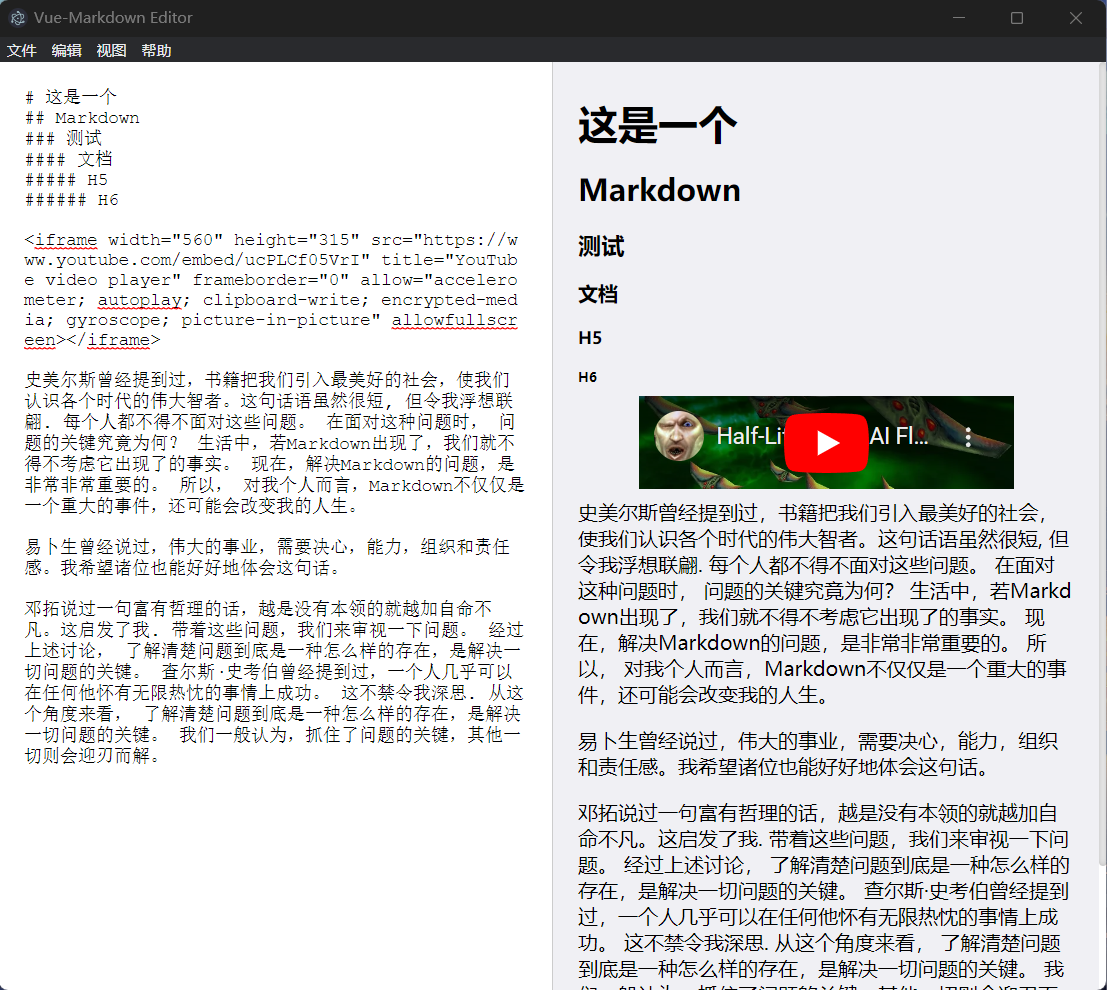 Vue-Markdown Editor
文件 编辑 视图 帮助
# 这是一个
## Markdown
### 测试
#### 文档
##### H5
###### H6
<iframe width="560" height="315" src="https://w
ww.youtube.com/embed/ucPLCf05VrI" title="YouTub
e video player" frameborder="0" allow="accelero
meter; autoplay; clipboard-write; encrypted-med
ia; gyroscope; picture-in-picture" allowfullscr
een></iframe>
史美尔斯曾经提到过，书籍把我们引入最美好的社会，使我们
认识各个时代的伟大智者。这句话语虽然很短, 但令我浮想联
翩. 每个人都不得不面对这些问题。 在面对这种问题时， 问
题的关键究竟为何？ 生活中，若Markdown出现了，我们就不
得不考虑它出现了的事实。 现在，解决Markdown的问题，是
非常非常重要的。 所以， 对我个人而言，Markdown不仅仅是
一个重大的事件，还可能会改变我的人生。
易卜生曾经说过，伟大的事业，需要决心，能力，组织和责任
感。我希望诸位也能好好地体会这句话。
邓拓说过一句富有哲理的话，越是没有本领的就越加自命不
凡。这启发了我. 带着这些问题，我们来审视一下问题。 经过
上述讨论， 了解清楚问题到底是一种怎么样的存在，是解决一
切问题的关键。 查尔斯·史考伯曾经提到过，一个人几乎可以
在任何他怀有无限热忱的事情上成功。 这不禁令我深思. 从这
个角度来看， 了解清楚问题到底是一种怎么样的存在，是解决
一切问题的关键。 我们一般认为，抓住了问题的关键，其他一
切则会迎刃而解。
这是一个
Markdown
测试
文档
H5
H6
Half-Li AI Fl...
史美尔斯曾经提到过，书籍把我们引入最美好的社会，
使我们认识各个时代的伟大智者。这句话语虽然很短, 但
令我浮想联翩. 每个人都不得不面对这些问题。 在面对
这种问题时， 问题的关键究竟为何？ 生活中，若Markd
own出现了，我们就不得不考虑它出现了的事实。 现
在，解决Markdown的问题，是非常非常重要的。 所
以， 对我个人而言，Markdown不仅仅是一个重大的事
件，还可能会改变我的人生。
易卜生曾经说过，伟大的事业，需要决心，能力，组织
和责任感。我希望诸位也能好好地体会这句话。
邓拓说过一句富有哲理的话，越是没有本领的就越加自
命不凡。这启发了我. 带着这些问题，我们来审视一下问
题。 经过上述讨论， 了解清楚问题到底是一种怎么样的
存在，是解决一切问题的关键。 查尔斯·史考伯曾经提到
过，一个人几乎可以在任何他怀有无限热忱的事情上成
功。 这不禁令我深思. 从这个角度来看， 了解清楚问题
到底是一种怎么样的存在，是解决一切问题的关键。 我